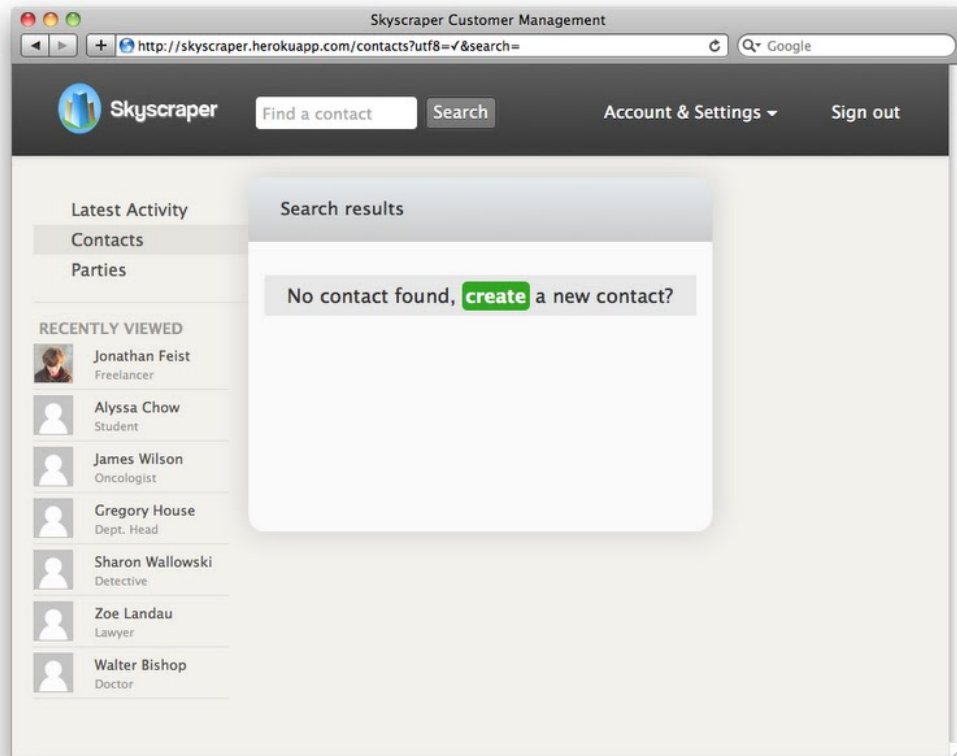 Skyscraper Customer Management
http://skyscraper.herokuapp.com/contacts?utf8=✓&search=
Google
Skyscraper
Find a contact
Search
Account & Settings
Sign out
Latest Activity
Contacts
Parties
RECENTLY VIEWED
Jonathan Feist
Freelancer
Alyssa Chow
Student
James Wilson
Oncologist
Gregory House
Dept. Head
Sharon Wallowski
Detective
Zoe Landau
Lawyer
Walter Bishop
Doctor
Search results
No contact found, create a new contact?